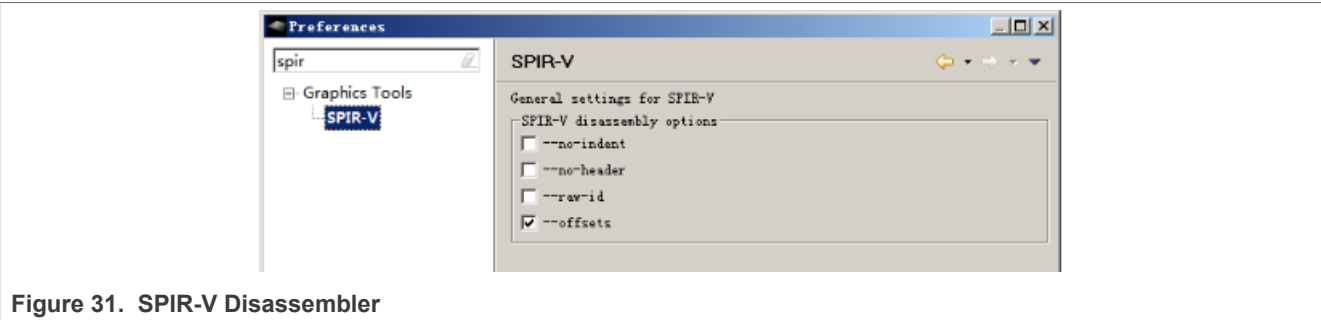 Preferences
spir
SPIR-V
Graphics Tools
SPIR-V
General settings for SPIR-V
SPIR-V disassembly options
--no-indent
--no-header
--raw-id
--offsets
Figure 31. SPIR-V Disassembler